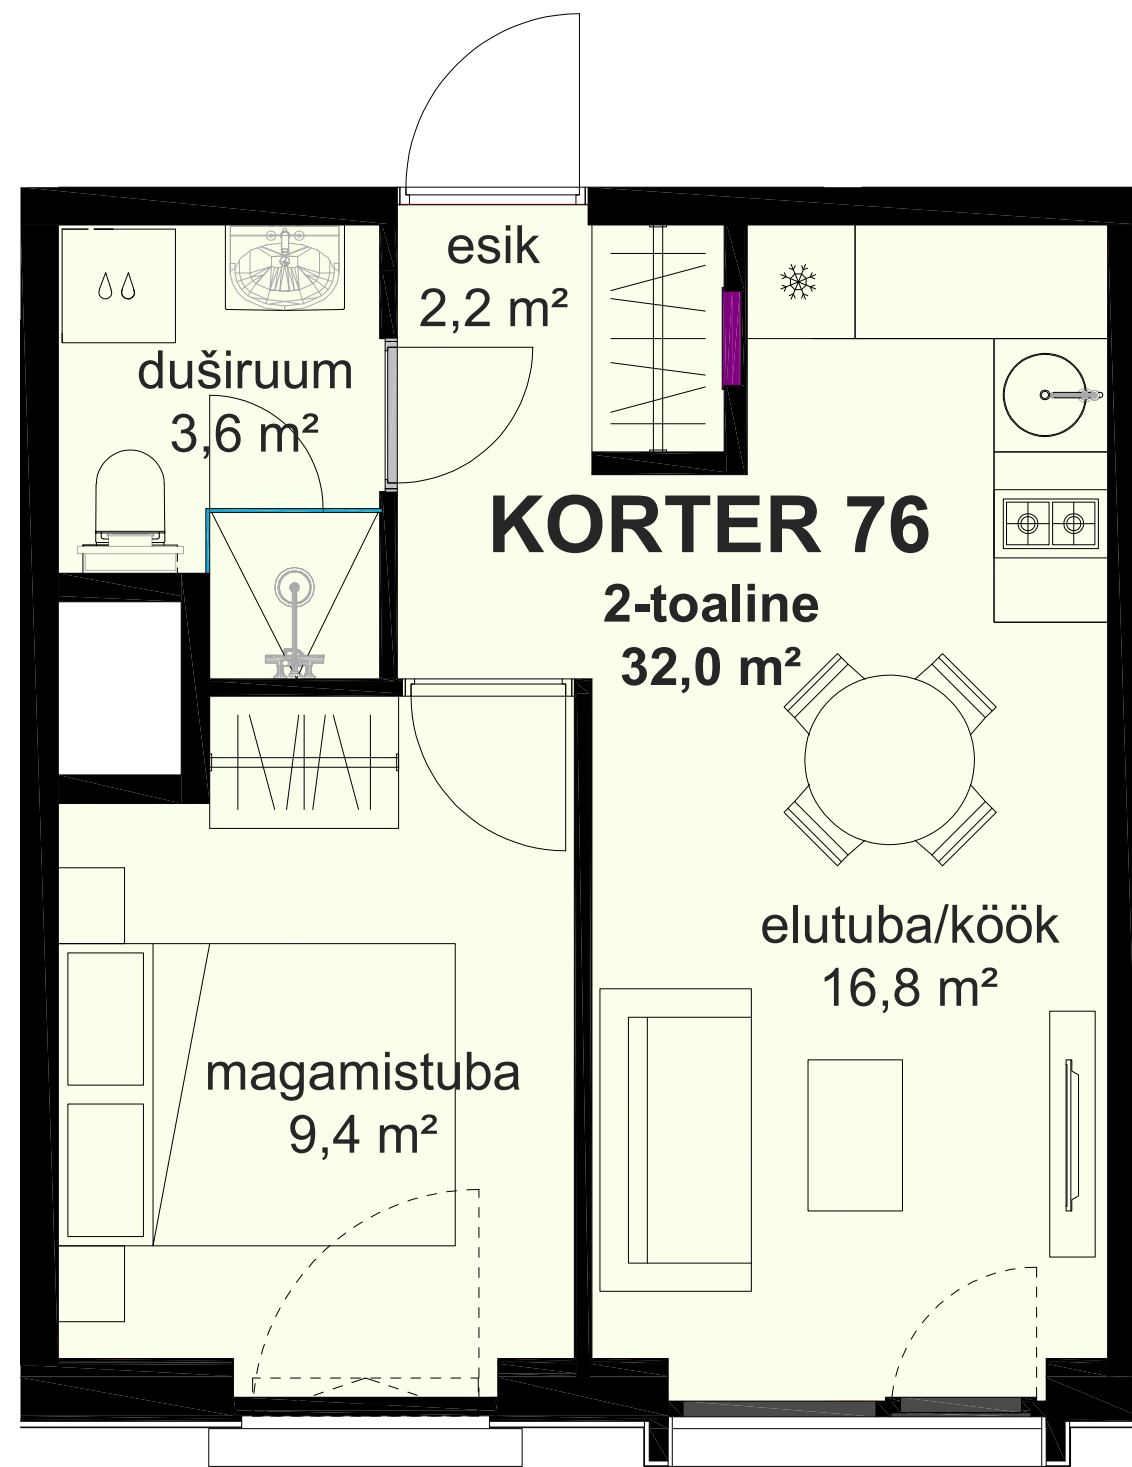 esik
2,2 m²
duširuum
3,6 m²
KORTER 76
2-toaline
32,0 m²
elutuba/köök
16,8 m²
magamistuba
9,4 m²